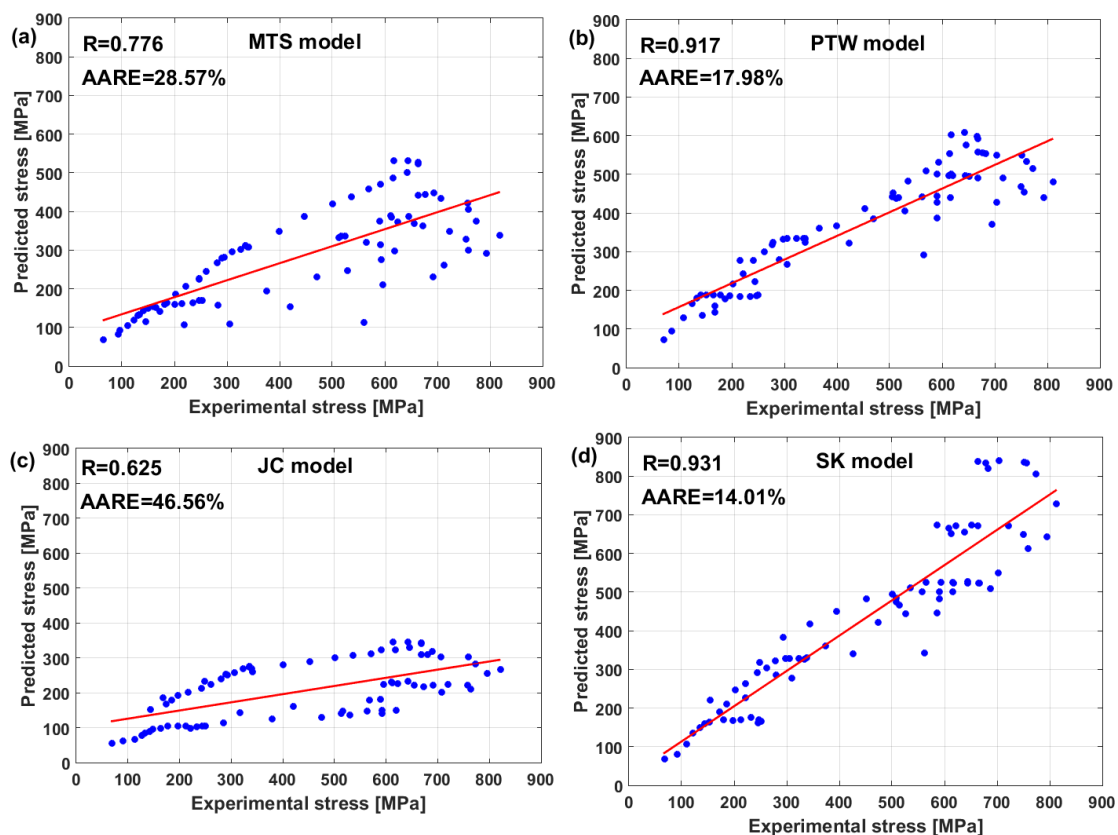 (a)
R=0.776
MTS model
AARE=28.57%
900
800
700
600
500
400
300
200
100
0
Predicted stress [MPa]
0 100 200 300 400 500 600 700 800 900
Experimental stress [MPa]
(b)
R=0.917
PTW model
AARE=17.98%
900
800
700
600
500
400
300
200
100
0
Predicted stress [MPa]
0 100 200 300 400 500 600 700 800 900
Experimental stress [MPa]
(c)
R=0.625
JC model
AARE=46.56%
900
800
700
600
500
400
300
200
100
0
Predicted stress [MPa]
0 100 200 300 400 500 600 700 800 900
Experimental stress [MPa]
(d)
R=0.931
SK model
AARE=14.01%
900
800
700
600
500
400
300
200
100
0
Predicted stress [MPa]
0 100 200 300 400 500 600 700 800 900
Experimental stress [MPa]